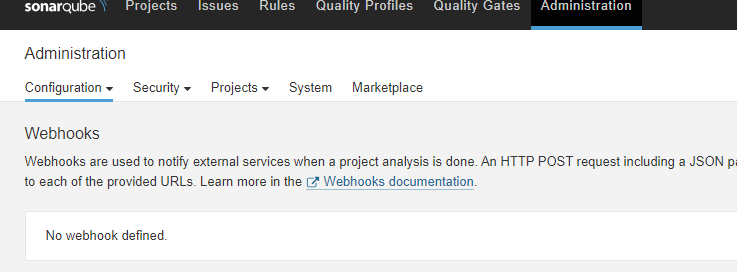 sonarqube Projects Issues Rules Quality Profiles Quality Gates Administration
Administration
Configuration Security Projects System Marketplace
Webhooks
Webhooks are used to notify external services when a project analysis is done. An HTTP POST request including a JSON
to each of the provided URLs. Learn more in the Webhooks documentation.
No webhook defined.